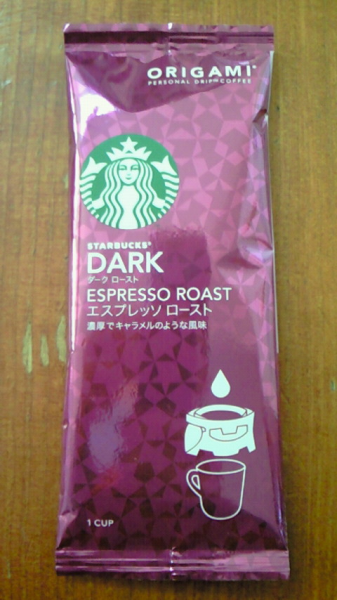 ORIGAMI®
PERSONAL DRIP™ COFFEE
STARBUCKS®
DARK
ダーク ロースト
ESPRESSO ROAST
エスプレッソ ロースト
濃厚でキャラメルのような風味
1 CUP